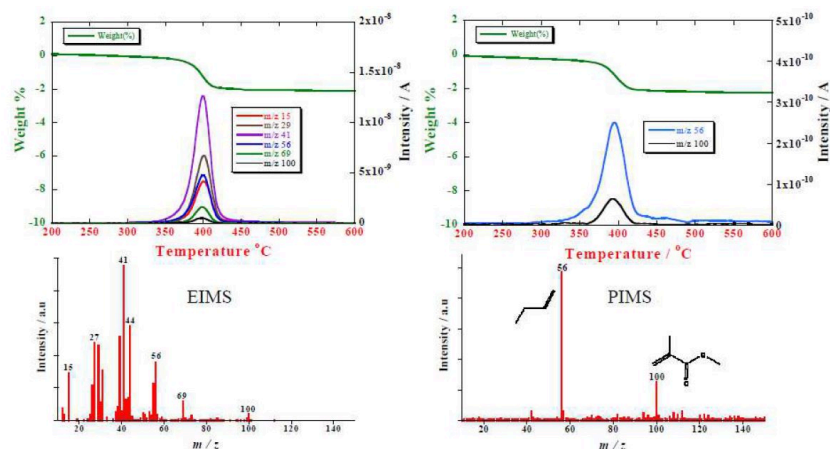 2
0
-2
-4
-6
-8
-10
Weight %
Weight(%)
m/z 15
m/z 29
m/z 41
m/z 56
m/z 69
m/z 100
2x10⁻⁸
1.5x10⁻⁸
1x10⁻⁸
5x10⁻⁹
0
Intensity / A
200 250 300 350 400 450 500 550 600
Temperature °C
2
0
-2
-4
-6
-8
-10
Weight %
Weight(%)
m/z 56
m/z 100
5x10⁻¹⁰
4x10⁻¹⁰
3x10⁻¹⁰
2x10⁻¹⁰
1x10⁻¹⁰
0
Intensity / A
200 250 300 350 400 450 500 550 600
Temperature / °C
Intensity / a.u
EIMS
41
44
27
56
15
69
100
0 20 40 60 80 100 120 140
m / z
Intensity / a.u
PIMS
56
100
O
20 40 60 80 100 120 140
m / z